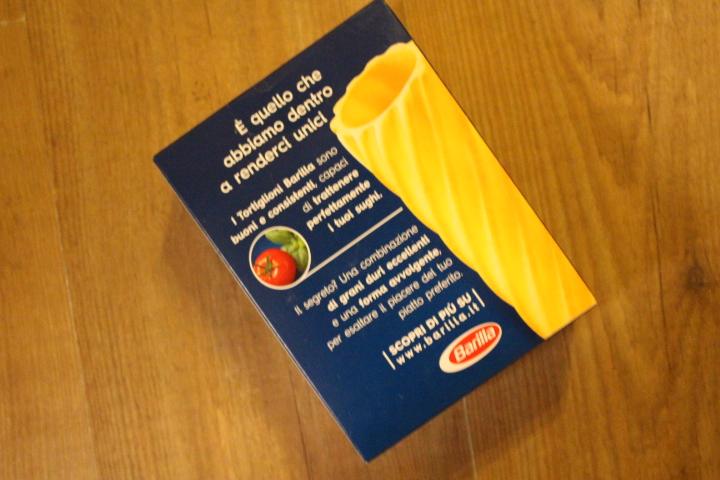 È quello che
abbiamo dentro
a renderci unici
I Tortiglioni Barilla sono
buoni e consistenti, capaci
di trattenere
perfettamente
i tuoi sughi.
Il segreto? Una combinazione
di grani duri eccellenti
e una forma avvolgente,
per esaltare il piacere del tuo
piatto preferito.
SCOPRI DI PIÙ SU
www.barilla.it
Barilla